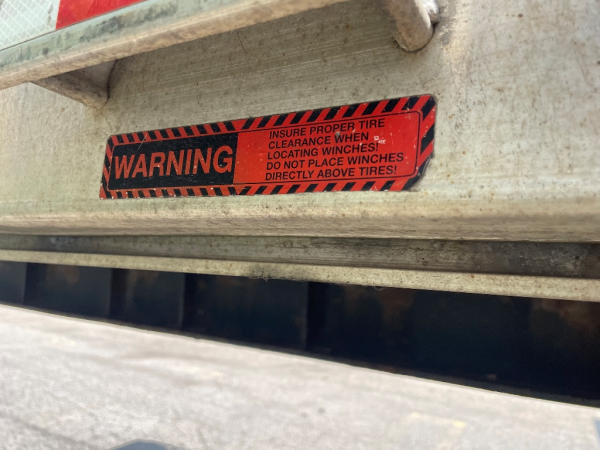 WARNING
INSURE PROPER TIRE
CLEARANCE WHEN
LOCATING WINCHES!
DO NOT PLACE WINCHES
DIRECTLY ABOVE TIRES!